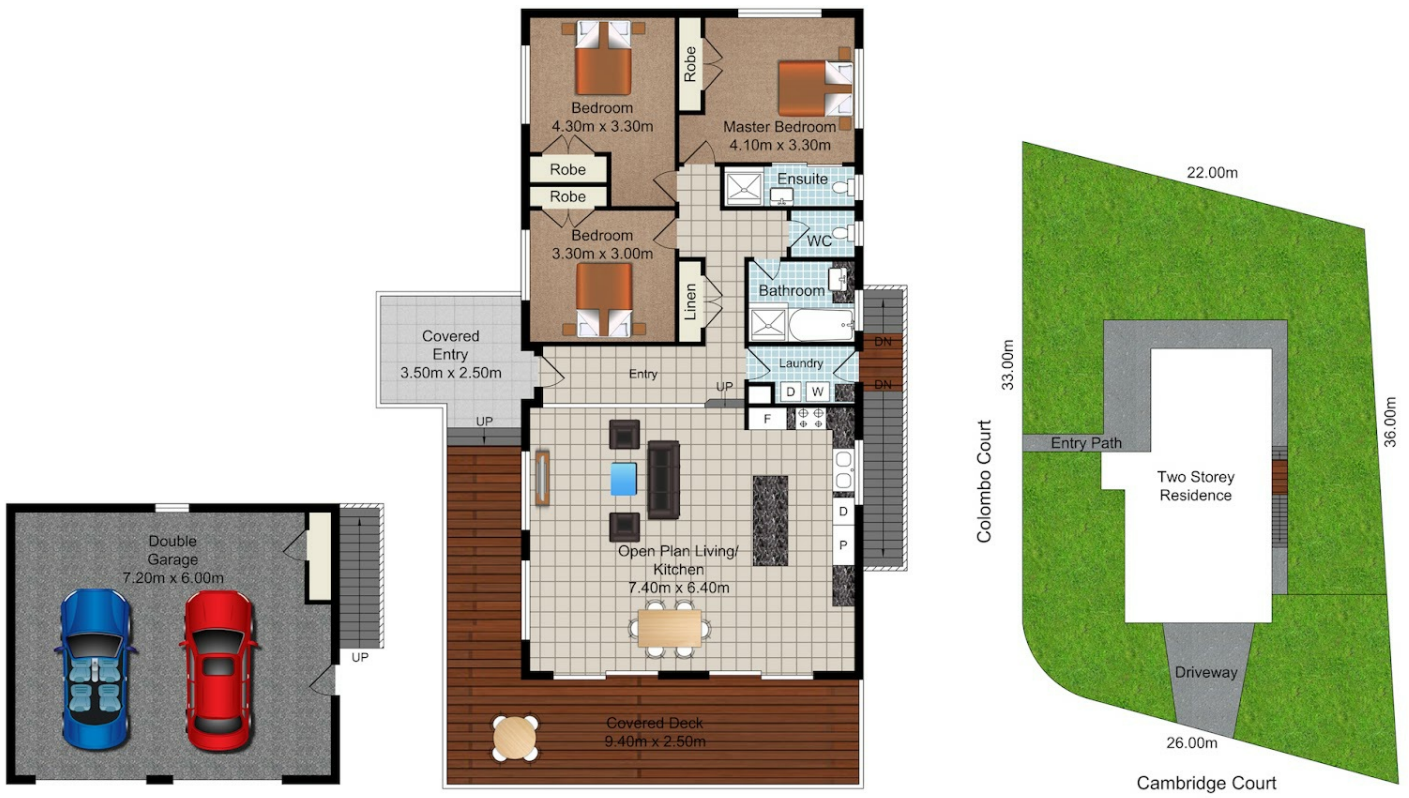 Double
Garage
7.20m x 6.00m
UP
Bedroom
4.30m x 3.30m
Robe
Robe
Master Bedroom
4.10m x 3.30m
Robe
Bedroom
3.30m x 3.00m
Ensuite
WC
Bathroom
Linen
Covered
Entry
3.50m x 2.50m
UP
Entry
UP
Laundry
D
W
DN
DN
F
D
P
Open Plan Living/
Kitchen
7.40m x 6.40m
Covered Deck
9.40m x 2.50m
22.00m
33.00m
36.00m
Colombo Court
Entry Path
Two Storey
Residence
Driveway
26.00m
Cambridge Court